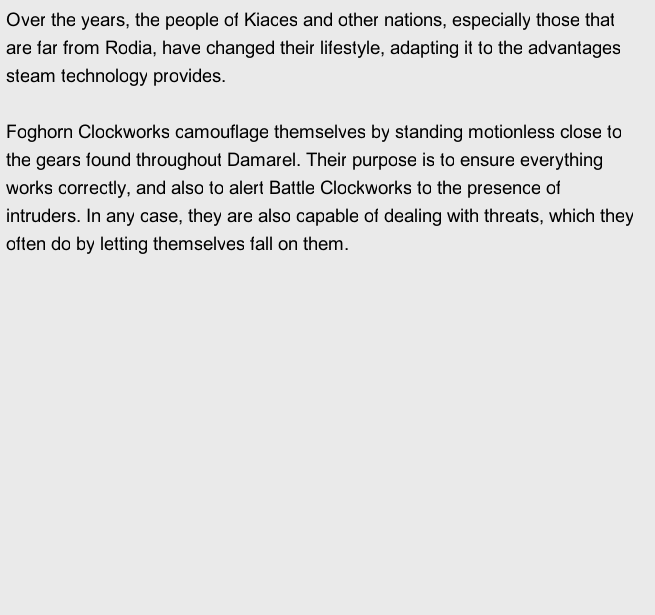 Over the years, the people of Kiaces and other nations, especially those that
are far from Rodia, have changed their lifestyle, adapting it to the advantages
steam technology provides.

Foghorn Clockworks camouflage themselves by standing motionless close to
the gears found throughout Damarel. Their purpose is to ensure everything
works correctly, and also to alert Battle Clockworks to the presence of
intruders. In any case, they are also capable of dealing with threats, which they
often do by letting themselves fall on them.